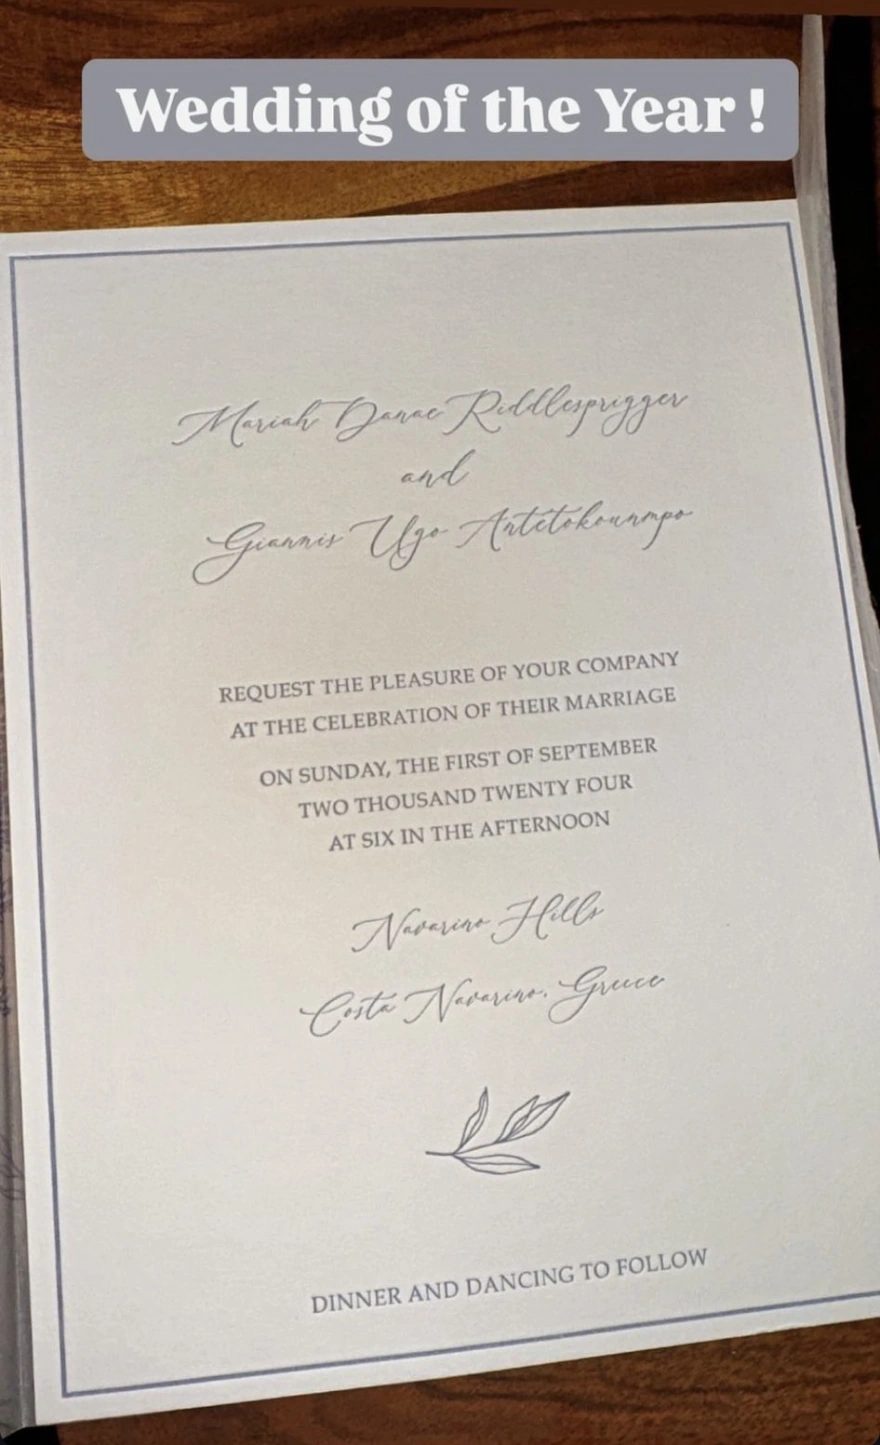 Wedding of the Year!
Mariah Danae Riddlesprigger
and
Giannis Ugo Antetokounmpo
REQUEST THE PLEASURE OF YOUR COMPANY
AT THE CELEBRATION OF THEIR MARRIAGE
ON SUNDAY, THE FIRST OF SEPTEMBER
TWO THOUSAND TWENTY FOUR
AT SIX IN THE AFTERNOON
Navarino Hills
Costa Navarino, Greece
DINNER AND DANCING TO FOLLOW